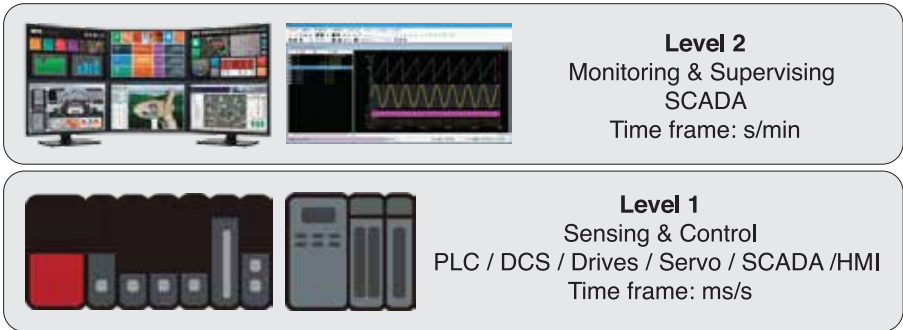 Level 2
Monitoring & Supervising
SCADA
Time frame: s/min
Level 1
Sensing & Control
PLC / DCS / Drives / Servo / SCADA /HMI
Time frame: ms/s